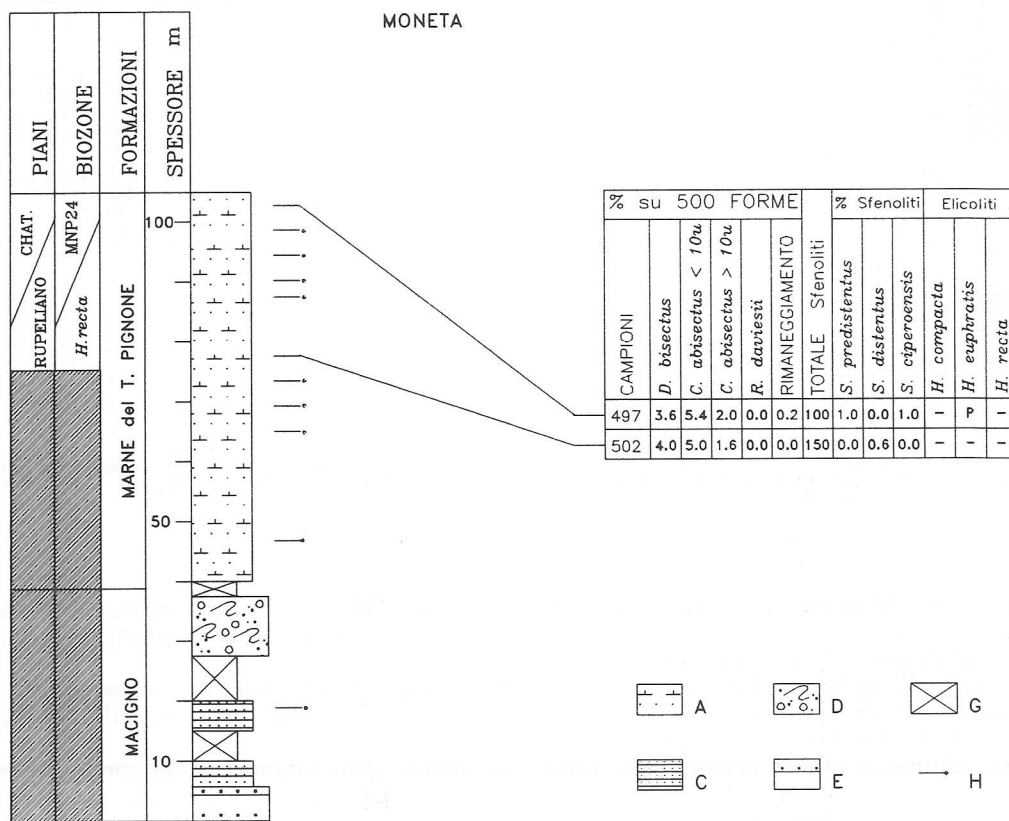 MONETA
PIANI
BIOZONE
FORMAZIONI
SPESSORE m
CHAT.
RUPELIANO
MNP24
H.recta
MARNE del T. PIGNONE
MACIGNO
100
50
10
% su 500 FORME
% Sfenoliti
Elicoliti
CAMPIONI
D. bisectus
C. abisectus < 10u
C. abisectus > 10u
R. daviesii
RIMANEGGIAMENTO
TOTALE Sfenoliti
S. predistentus
S. distentus
S. ciperoensis
H. compacta
H. euphratis
H. recta
497 3.6 5.4 2.0 0.0 0.2 100 1.0 0.0 1.0 – P –
502 4.0 5.0 1.6 0.0 0.0 150 0.0 0.6 0.0 – – –
A D G
C E H